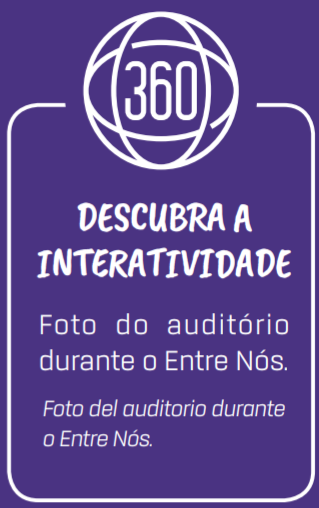 360
DESCUBRA A
INTERATIVIDADE
Foto do auditório
durante o Entre Nós.
Foto del auditorio durante
o Entre Nós.